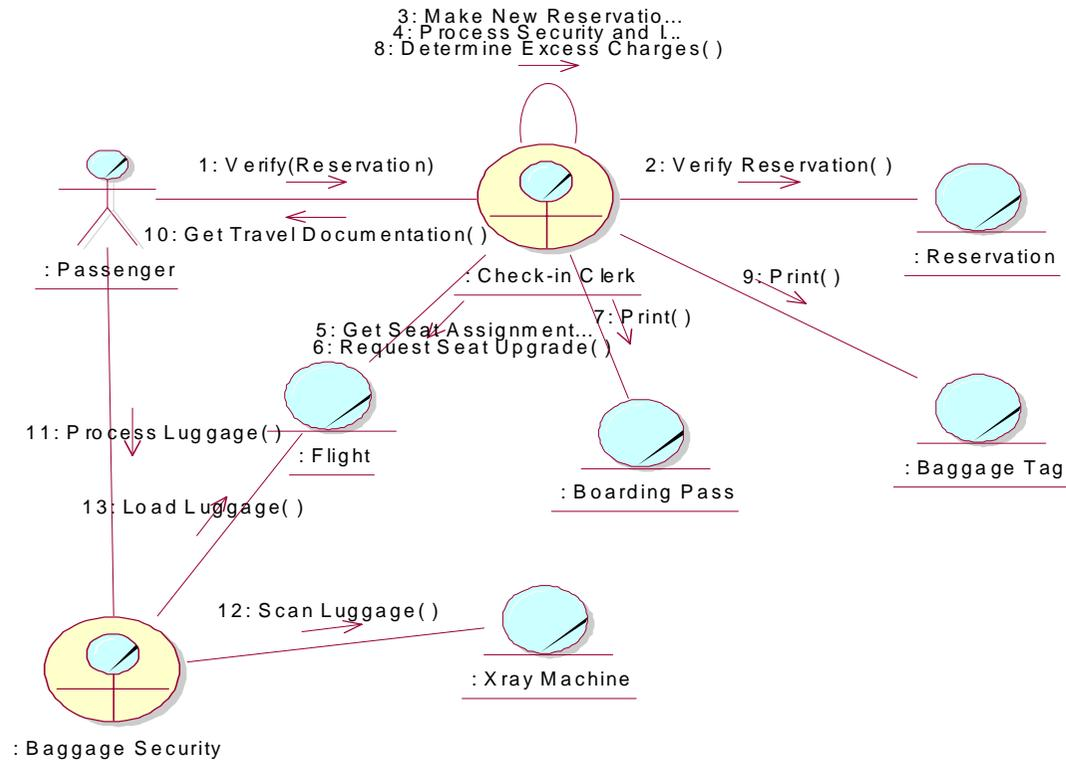 3: Make New Reservatio...
4: Process Security and I...
8: Determine Excess Charges( )
1: Verify(Reservation)
2: Verify Reservation( )
10: Get Travel Documentation( )
: Passenger
: Check-in Clerk
: Reservation
9: Print( )
7: Print( )
5: Get Seat Assignment...
6: Request Seat Upgrade( )
11: Process Luggage( )
: Flight
: Boarding Pass
: Baggage Tag
13: Load Luggage( )
12: Scan Luggage( )
: Xray Machine
: Baggage Security